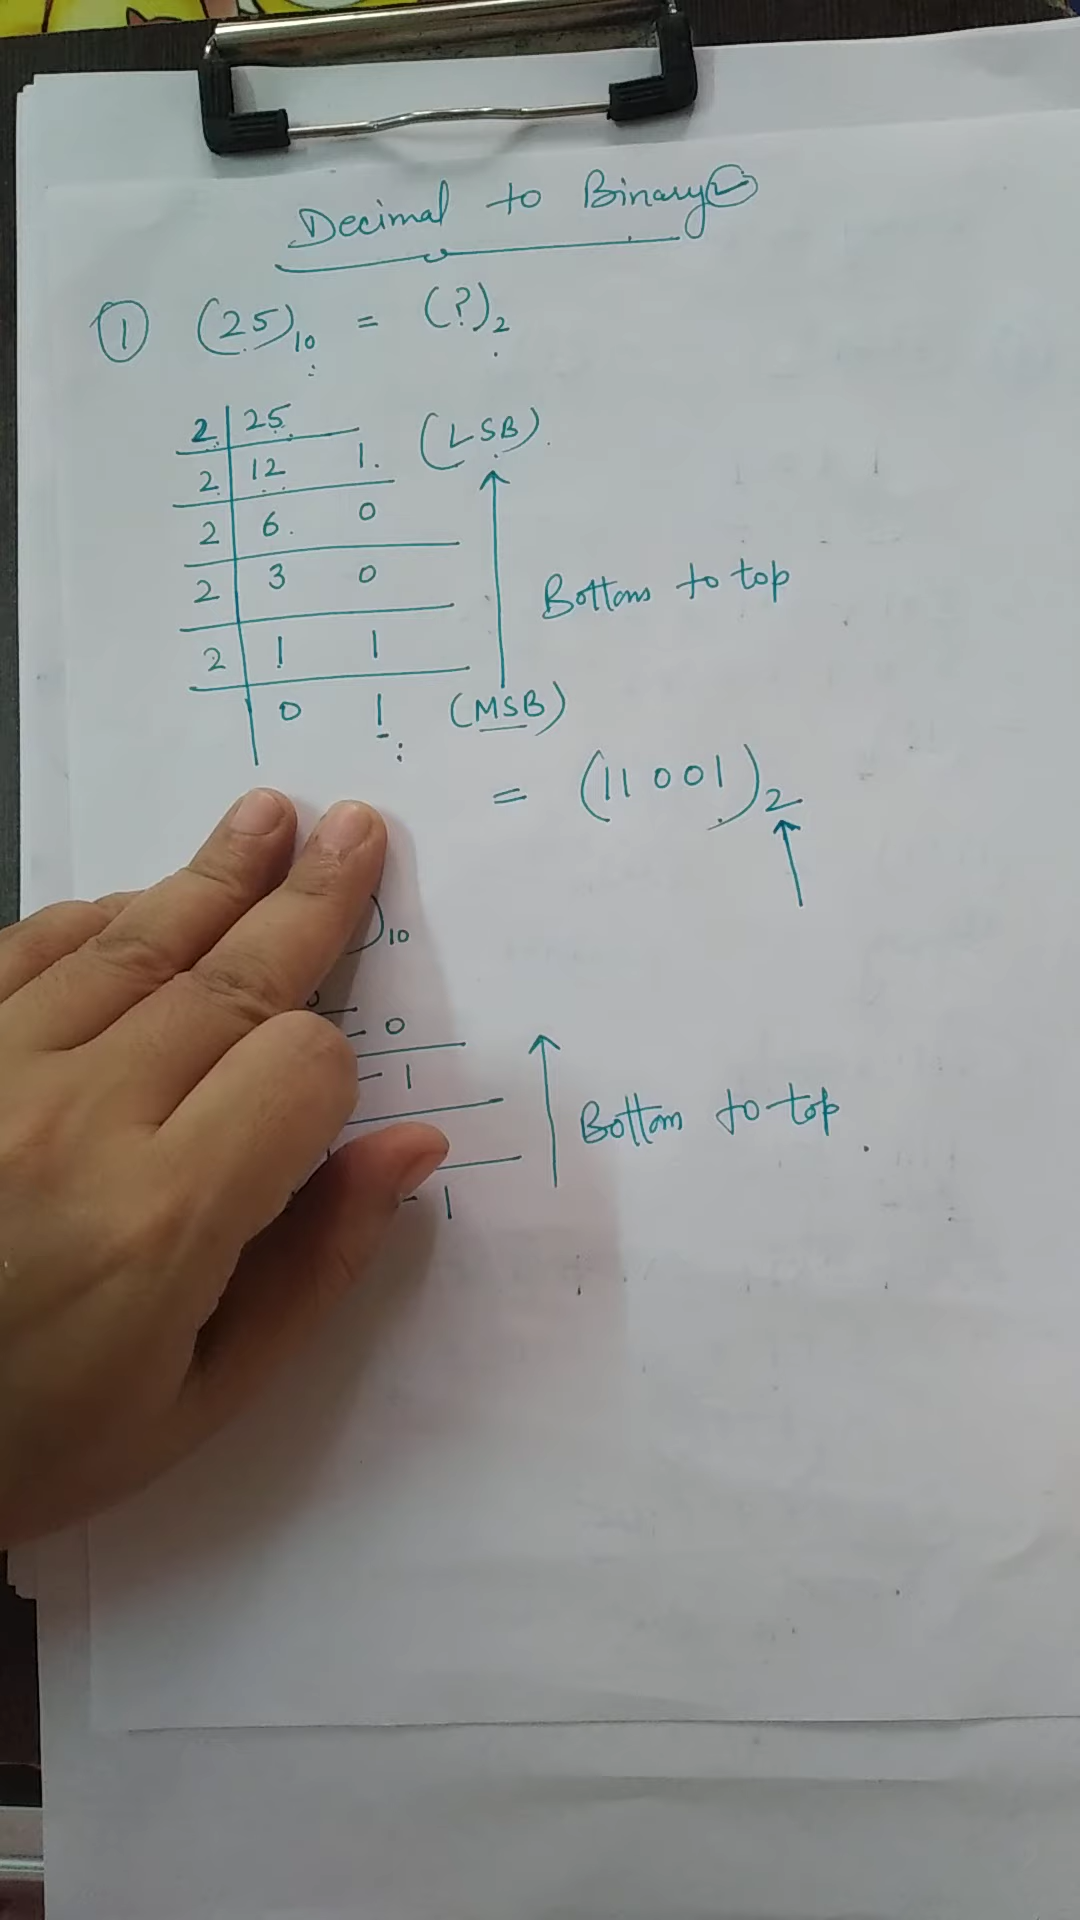 Decimal to Binary
① (25)10 = (?)2
2 25
2 12 1. (LSB).
2 6. 0
2 3 0
Bottom to top
2 1 1
0 1 (MSB)
= (11001)2
)10
0
- 1
Bottom to top.
- 1